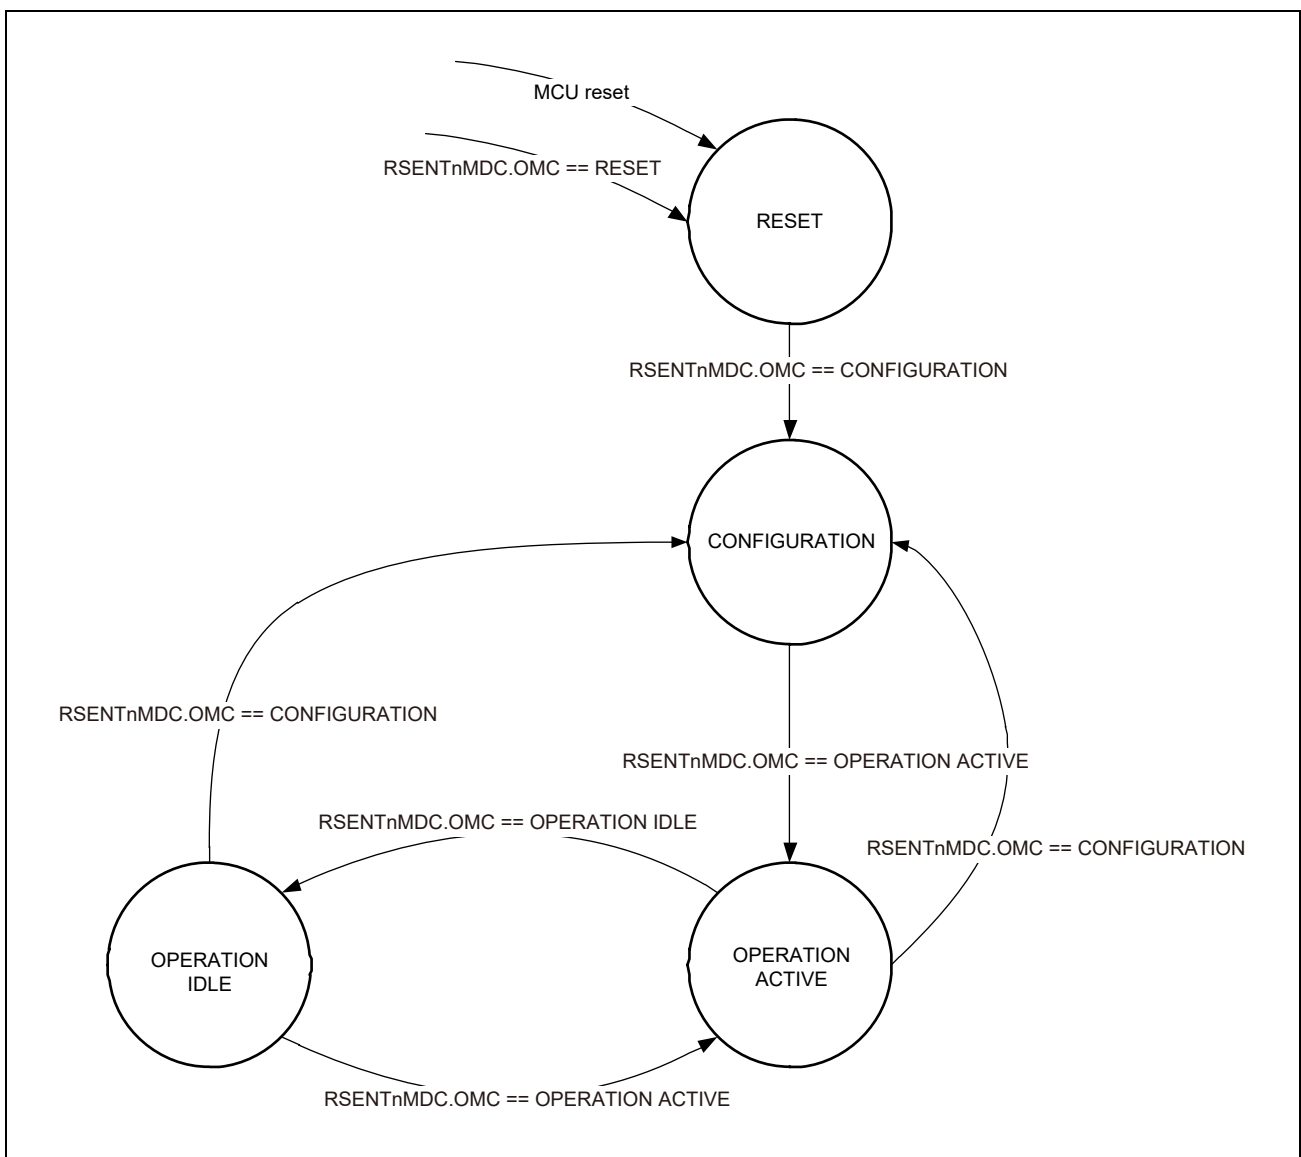 MCU reset
RSENTnMDC.OMC == RESET
RESET
RSENTnMDC.OMC == CONFIGURATION
CONFIGURATION
RSENTnMDC.OMC == CONFIGURATION
RSENTnMDC.OMC == OPERATION ACTIVE
RSENTnMDC.OMC == OPERATION IDLE
RSENTnMDC.OMC == CONFIGURATION
OPERATION
IDLE
OPERATION
ACTIVE
RSENTnMDC.OMC == OPERATION ACTIVE